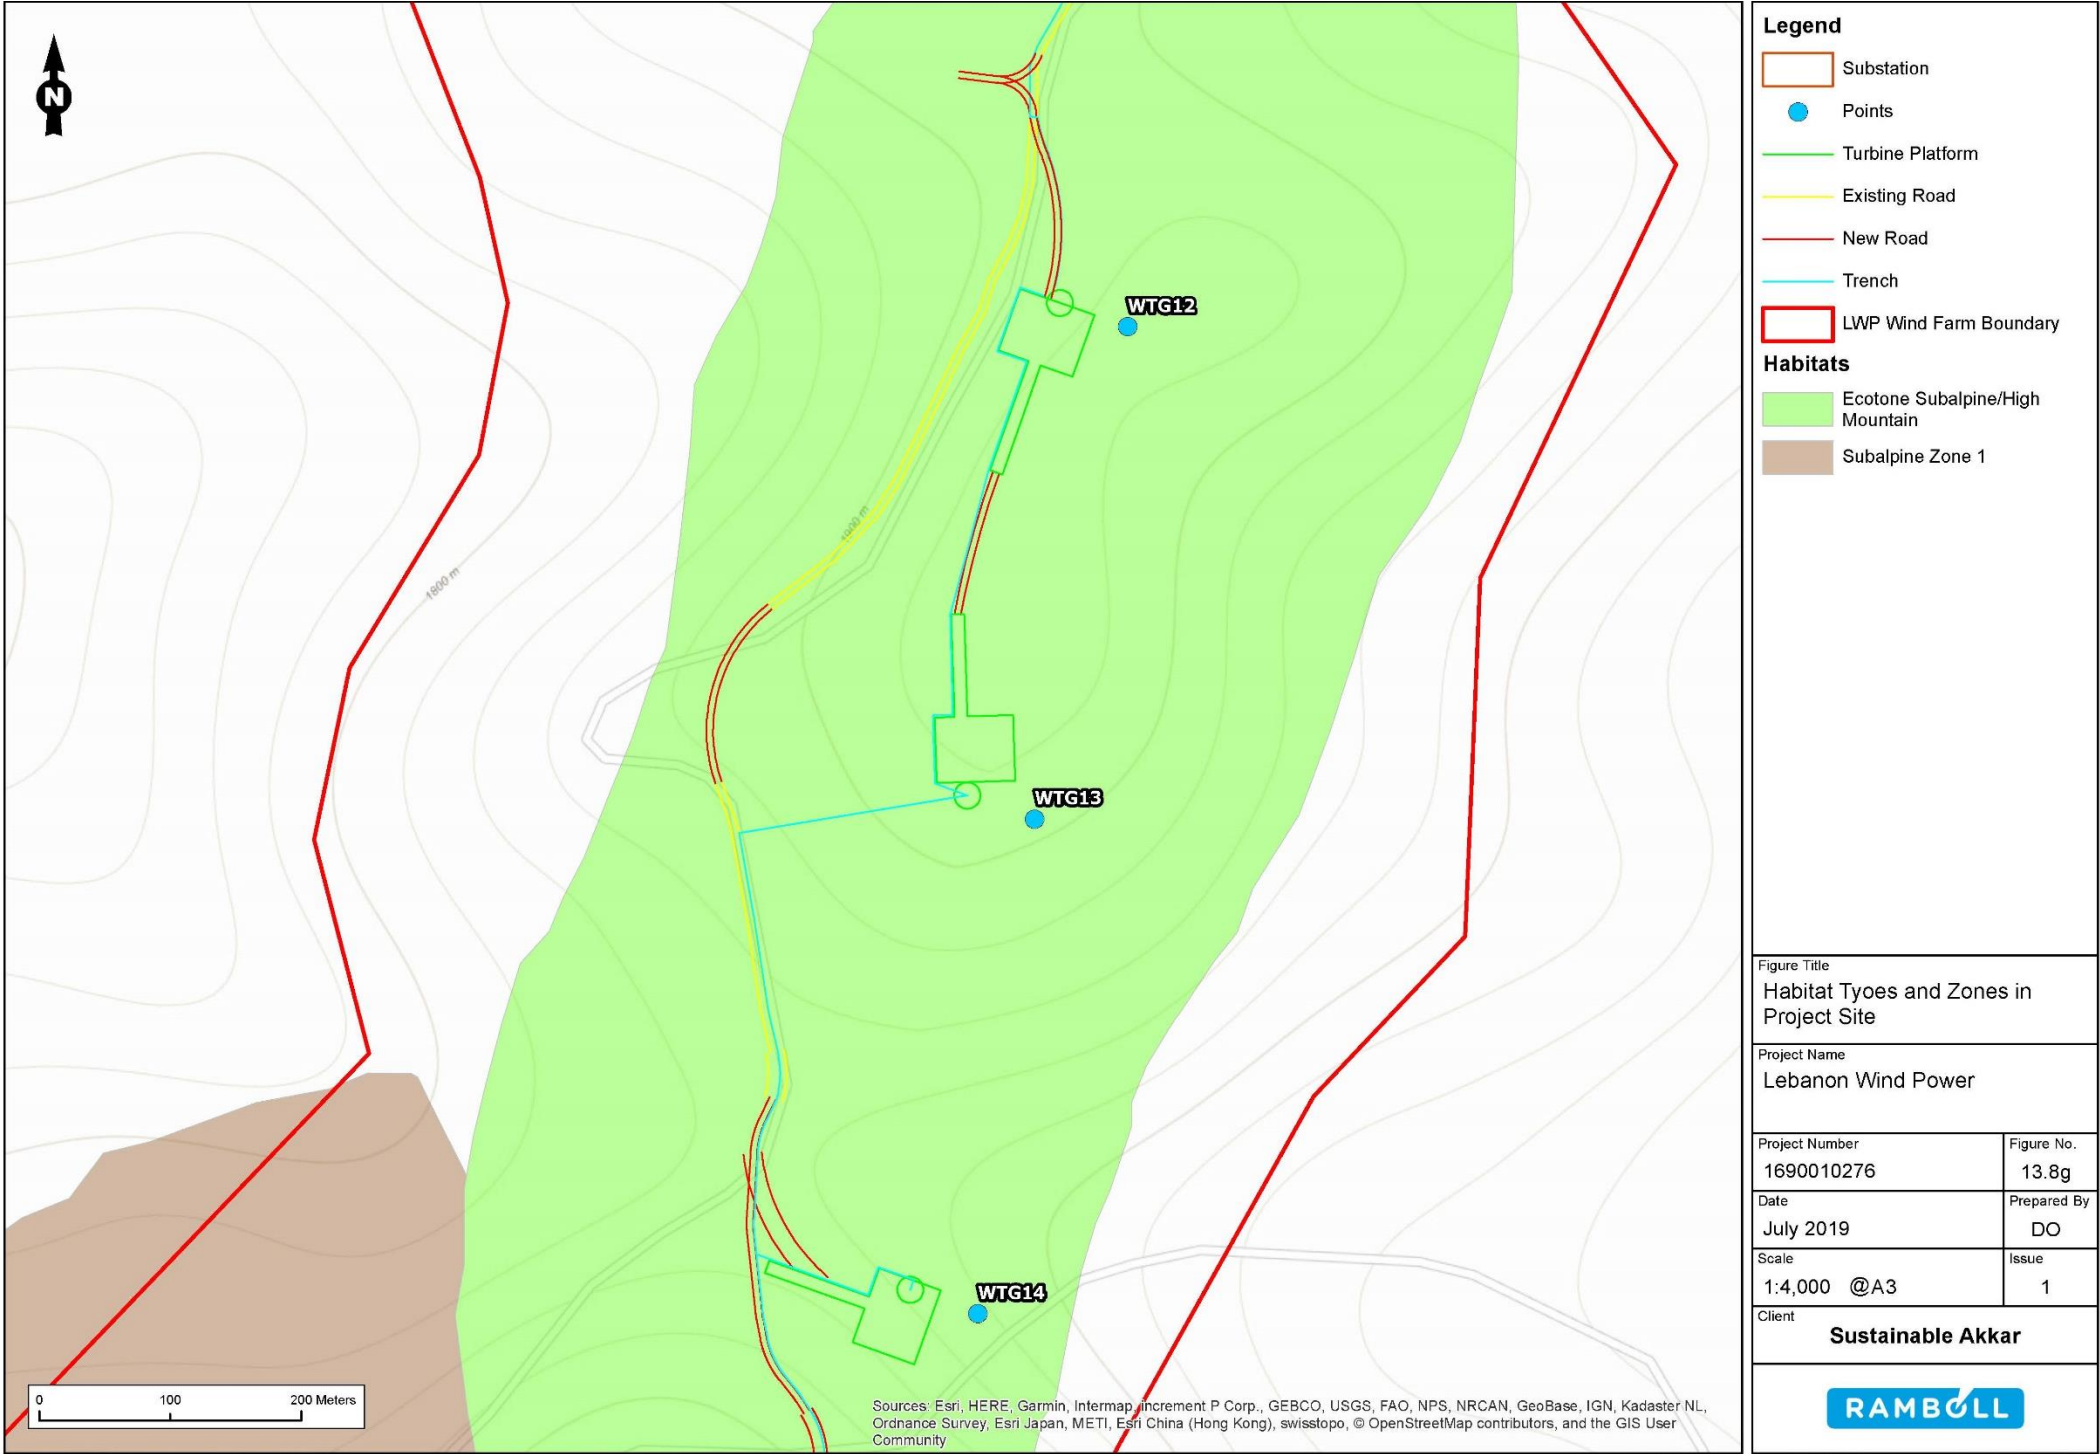 N
WTG12
1900 m
1800 m
WTG13
WTG14
0 100 200 Meters
Sources: Esri, HERE, Garmin, Intermap, increment P Corp., GEBCO, USGS, FAO, NPS, NRCAN, GeoBase, IGN, Kadaster NL,
Ordnance Survey, Esri Japan, METI, Esri China (Hong Kong), swisstopo, © OpenStreetMap contributors, and the GIS User
Community
Legend
Substation
Points
Turbine Platform
Existing Road
New Road
Trench
LWP Wind Farm Boundary
Habitats
Ecotone Subalpine/High
Mountain
Subalpine Zone 1
Figure Title
Habitat Tyoes and Zones in
Project Site
Project Name
Lebanon Wind Power
Project Number
1690010276
Figure No.
13.8g
Date
July 2019
Prepared By
DO
Scale
1:4,000 @A3
Issue
1
Client
Sustainable Akkar
RAMBOLL